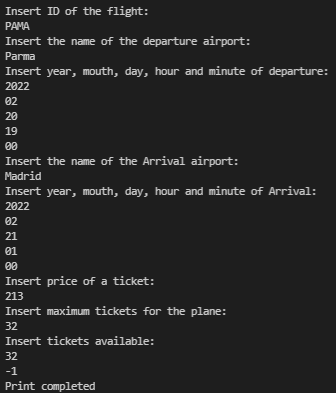 Insert ID of the flight:
PAMA
Insert the name of the departure airport:
Parma
Insert year, mouth, day, hour and minute of departure:
2022
02
20
19
00
Insert the name of the Arrival airport:
Madrid
Insert year, mouth, day, hour and minute of Arrival:
2022
02
21
01
00
Insert price of a ticket:
213
Insert maximum tickets for the plane:
32
Insert tickets available:
32
-1
Print completed